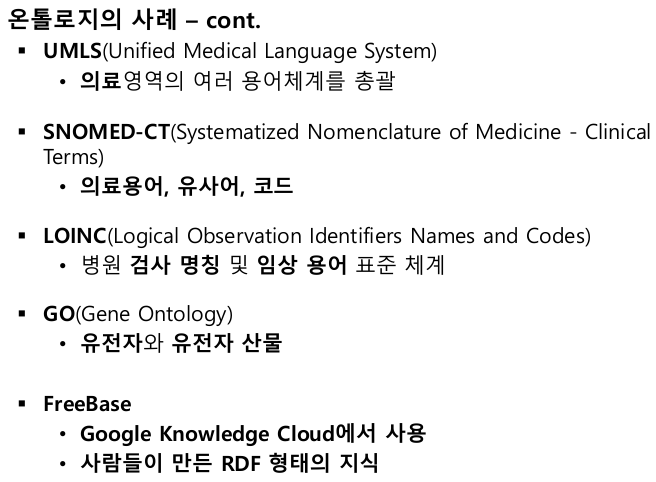 온톨로지의 사례 – cont.
▪ UMLS(Unified Medical Language System)
• 의료영역의 여러 용어체계를 총괄
▪ SNOMED-CT(Systematized Nomenclature of Medicine - Clinical
Terms)
• 의료용어, 유사어, 코드
▪ LOINC(Logical Observation Identifiers Names and Codes)
• 병원 검사 명칭 및 임상 용어 표준 체계
▪ GO(Gene Ontology)
• 유전자와 유전자 산물
▪ FreeBase
• Google Knowledge Cloud에서 사용
• 사람들이 만든 RDF 형태의 지식